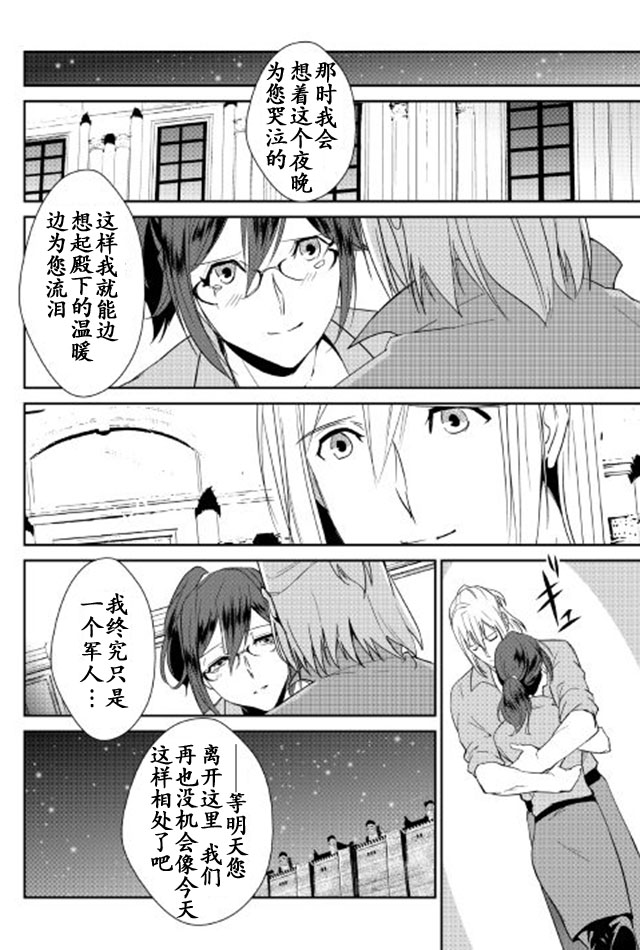 那时我会
想着这个夜晚
为您哭泣的
这样我就能边
想起殿下的温暖
边为您流泪
ギュ
我终究只是
一个军人…
——等明天您
离开这里 我们
再也没机会像今天
这样相处了吧